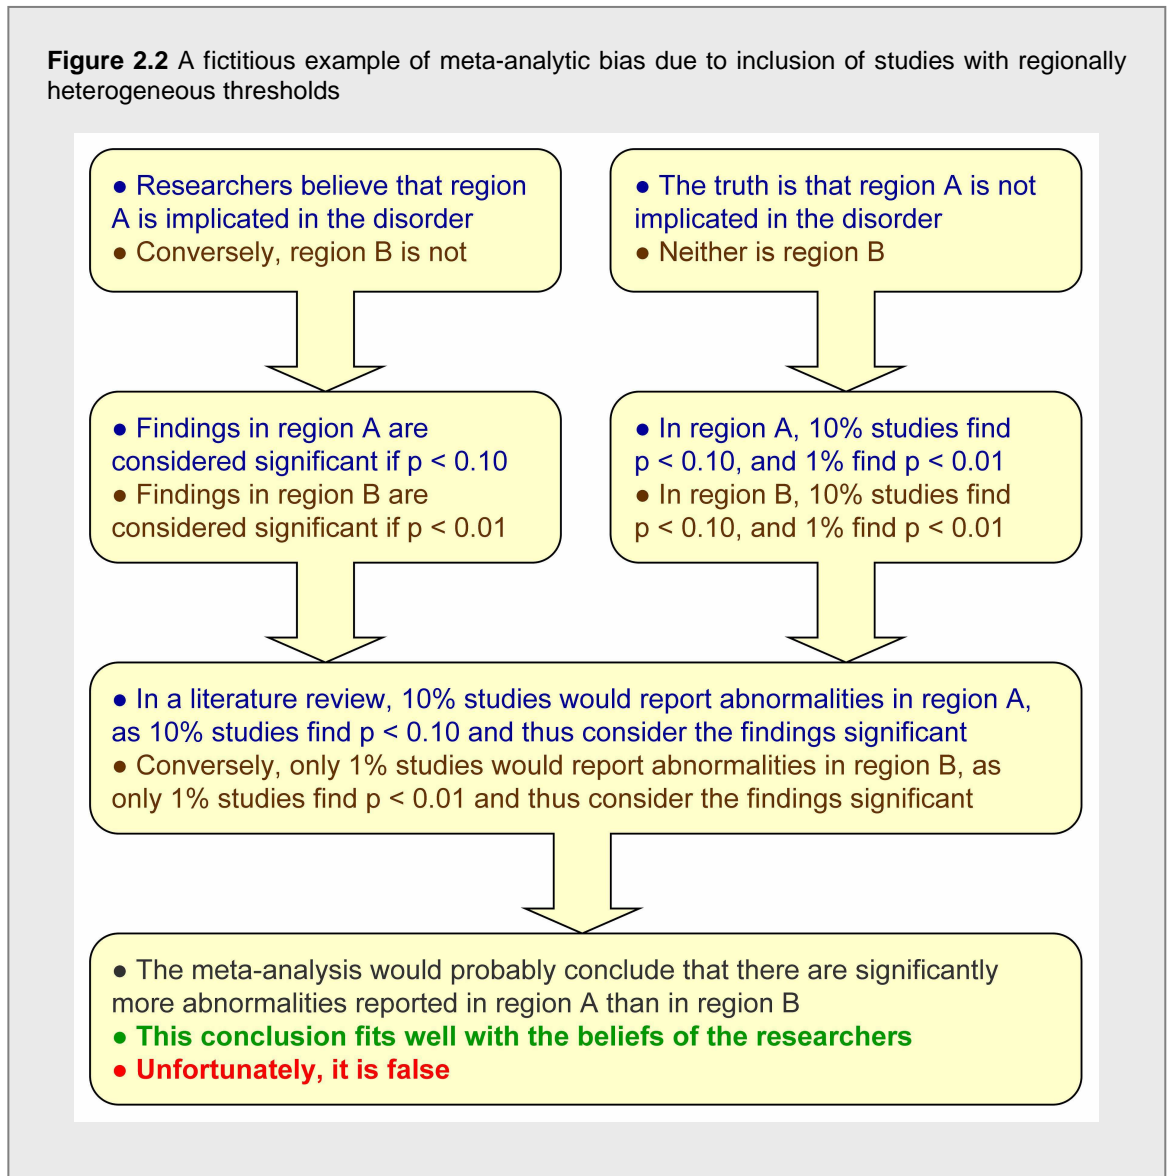 Figure 2.2 A fictitious example of meta-analytic bias due to inclusion of studies with regionally
heterogeneous thresholds
● Researchers believe that region
A is implicated in the disorder
● Conversely, region B is not
● The truth is that region A is not
implicated in the disorder
● Neither is region B
● Findings in region A are
considered significant if p < 0.10
● Findings in region B are
considered significant if p < 0.01
● In region A, 10% studies find
p < 0.10, and 1% find p < 0.01
● In region B, 10% studies find
p < 0.10, and 1% find p < 0.01
● In a literature review, 10% studies would report abnormalities in region A,
as 10% studies find p < 0.10 and thus consider the findings significant
● Conversely, only 1% studies would report abnormalities in region B, as
only 1% studies find p < 0.01 and thus consider the findings significant
● The meta-analysis would probably conclude that there are significantly
more abnormalities reported in region A than in region B
● This conclusion fits well with the beliefs of the researchers
● Unfortunately, it is false